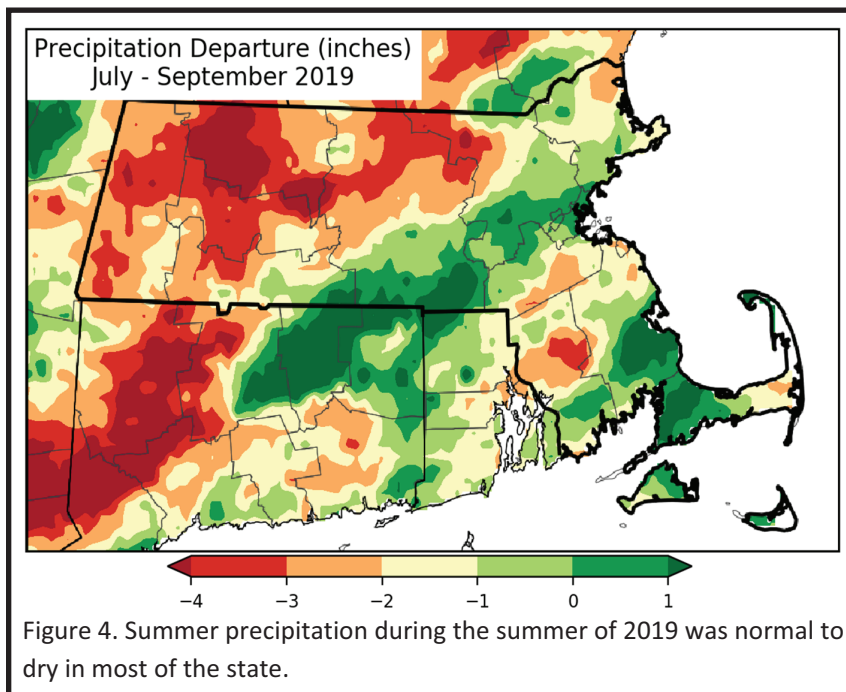 Precipitation Departure (inches)
July - September 2019
−4 −3 −2 −1 0 1
Figure 4. Summer precipitation during the summer of 2019 was normal to
dry in most of the state.